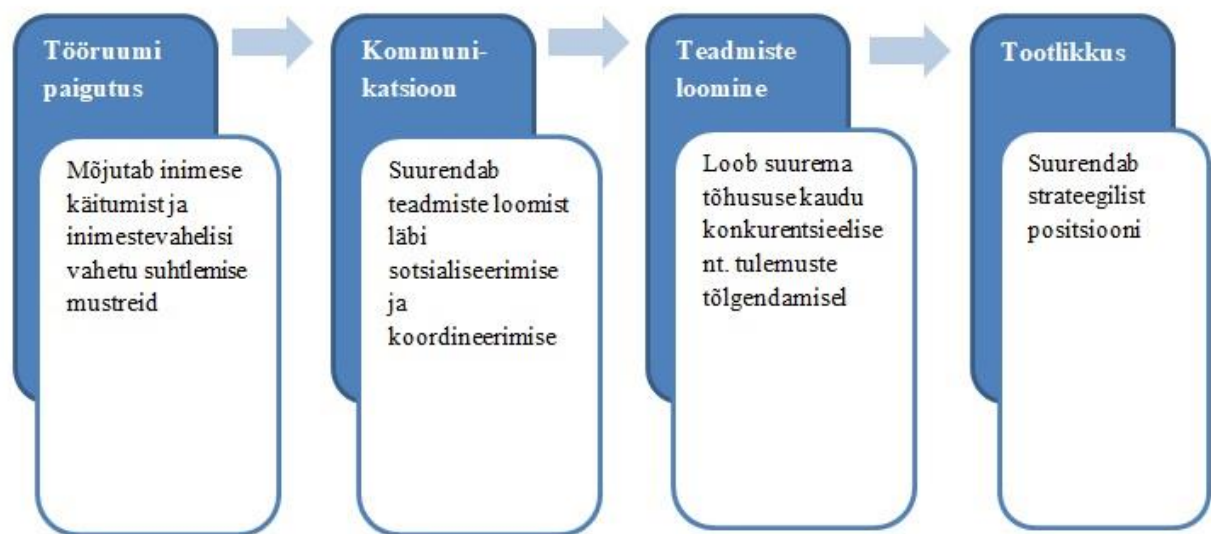 Tööruumi
paigutus
Mõjutab inimese
käitumist ja
inimestevahelisi
vahetu suhtlemise
mustreid
Kommuni-
katsioon
Suurendab
teadmiste loomist
läbi
sotsialiseerimise
ja
koordineerimise
Teadmiste
loomine
Loob suurema
tõhususe kaudu
konkurentsieelise
nt. tulemuste
tõlgendamisel
Tootlikkus
Suurendab
strateegilist
positsiooni